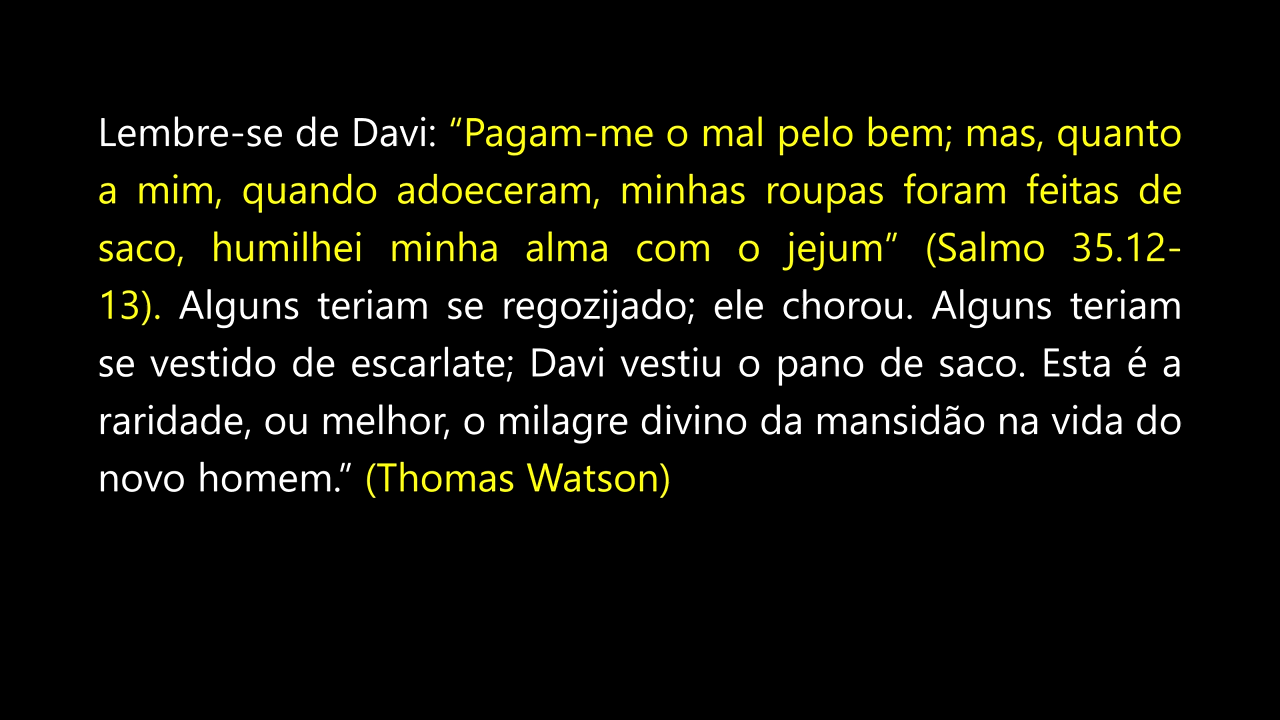 Lembre-se de Davi: “Pagam-me o mal pelo bem; mas, quanto
a mim, quando adoeceram, minhas roupas foram feitas de
saco, humilhei minha alma com o jejum” (Salmo 35.12-
13). Alguns teriam se regozijado; ele chorou. Alguns teriam
se vestido de escarlate; Davi vestiu o pano de saco. Esta é a
raridade, ou melhor, o milagre divino da mansidão na vida do
novo homem.” (Thomas Watson)